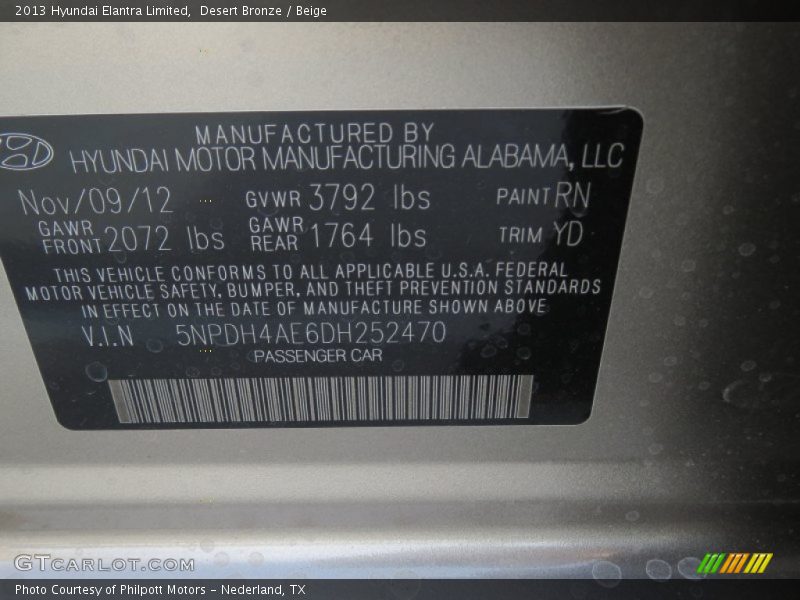 2013 Hyundai Elantra Limited,  Desert Bronze / Beige
MANUFACTURED BY
HYUNDAI MOTOR MANUFACTURING ALABAMA, LLC
Nov/09/12 GVWR 3792 lbs PAINT RN
GAWR FRONT 2072 lbs GAWR REAR 1764 lbs TRIM YD
THIS VEHICLE CONFORMS TO ALL APPLICABLE U.S.A. FEDERAL
MOTOR VEHICLE SAFETY, BUMPER, AND THEFT PREVENTION STANDARDS
IN EFFECT ON THE DATE OF MANUFACTURE SHOWN ABOVE
V.I.N 5NPDH4AE6DH252470
PASSENGER CAR
GTCARLOT.COM
Photo Courtesy of Philpott Motors – Nederland, TX